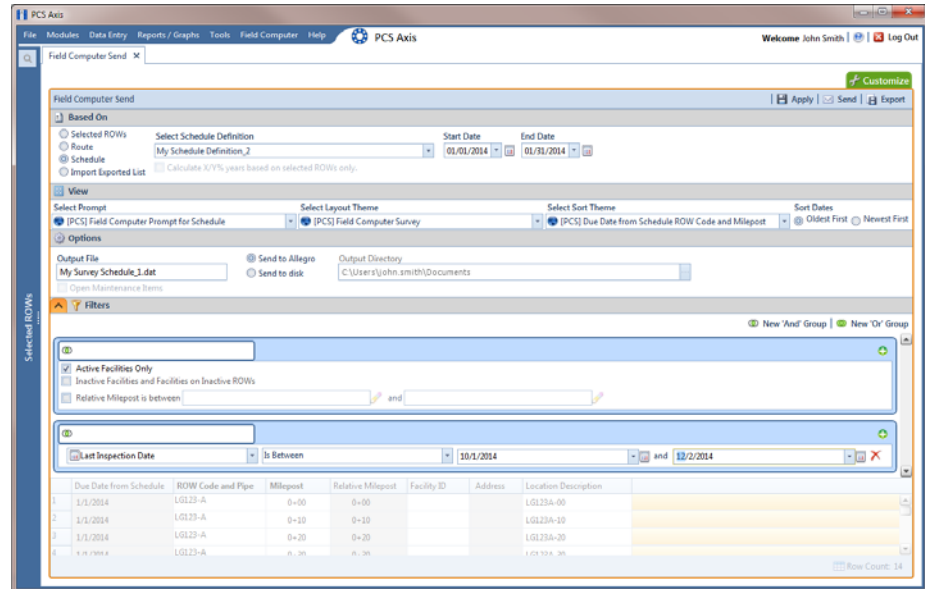 PCS Axis
File Modules Data Entry Reports / Graphs Tools Field Computer Help PCS Axis Welcome John Smith Log Out
Field Computer Send
Customize
Field Computer Send Apply Send Export
Based On
Selected ROWs
Route
Schedule
Import Exported List
Select Schedule Definition
My Schedule Definition_2
Calculate X/Y% years based on selected ROWs only.
Start Date End Date
01/01/2014 01/31/2014
View
Select Prompt Select Layout Theme Select Sort Theme Sort Dates
[PCS] Field Computer Prompt for Schedule [PCS] Field Computer Survey [PCS] Due Date from Schedule ROW Code and Milepost Oldest First Newest First
Options
Output File Send to Allegro Output Directory
My Survey Schedule_1.dat Send to disk C:\Users\john.smith\Documents
Open Maintenance Items
Filters
Selected ROWs
New 'And' Group New 'Or' Group
Active Facilities Only
Inactive Facilities and Facilities on Inactive ROWs
Relative Milepost is between and
Last Inspection Date Is Between 10/1/2014 and 12/2/2014
Due Date from Schedule ROW Code and Pipe Milepost Relative Milepost Facility ID Address Location Description
1 1/1/2014 LG123-A 0+00 0+00 LG123A-00
2 1/1/2014 LG123-A 0+10 0+10 LG123A-10
3 1/1/2014 LG123-A 0+20 0+20 LG123A-20
4 LG123-A
Row Count: 14